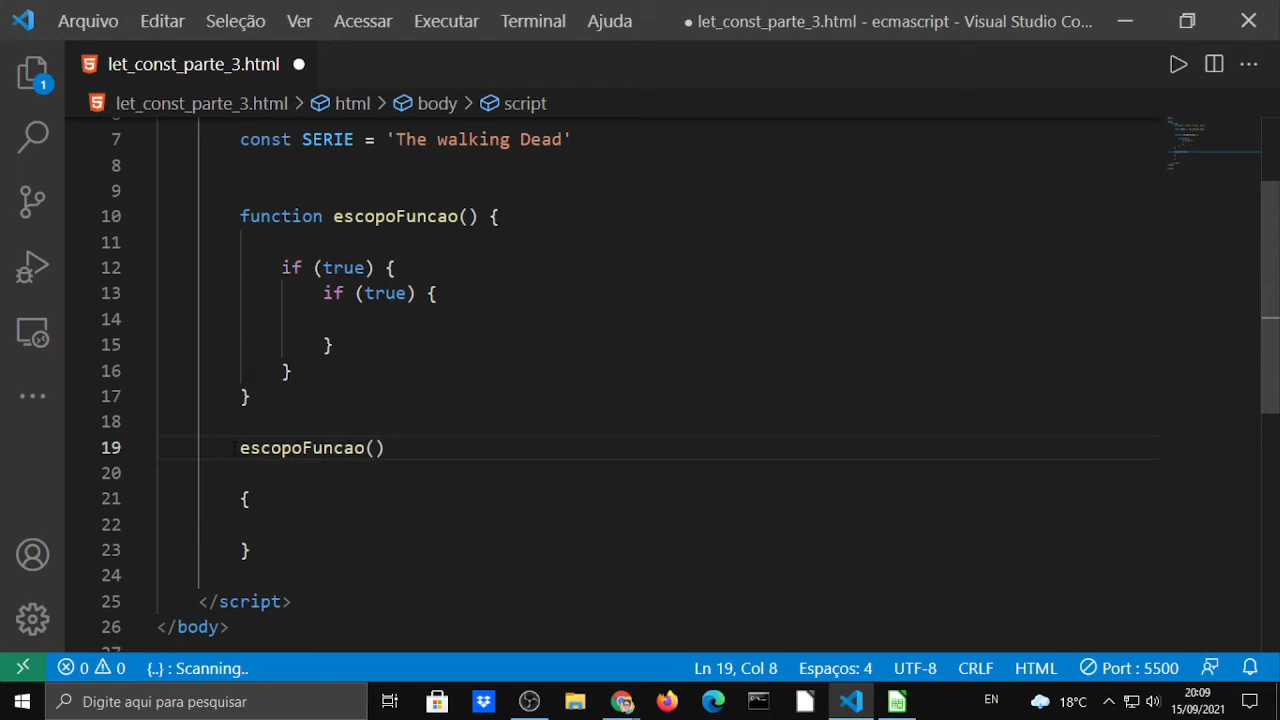 Arquivo Editar Seleção Ver Acessar Executar Terminal Ajuda ● let_const_parte_3.html - ecmascript - Visual Studio Co...
let_const_parte_3.html ●
let_const_parte_3.html > html > body > script
7 const SERIE = 'The walking Dead'
8
9
10 function escopoFuncao() {
11
12 if (true) {
13 if (true) {
14
15 }
16 }
17 }
18
19 escopoFuncao()
20
21 {
22
23 }
24
25 </script>
26 </body>
1
0 0 {..} : Scanning.. Ln 19, Col 8 Espaços: 4 UTF-8 CRLF HTML Port : 5500
Digite aqui para pesquisar EN 18°C 20:09
15/09/2021